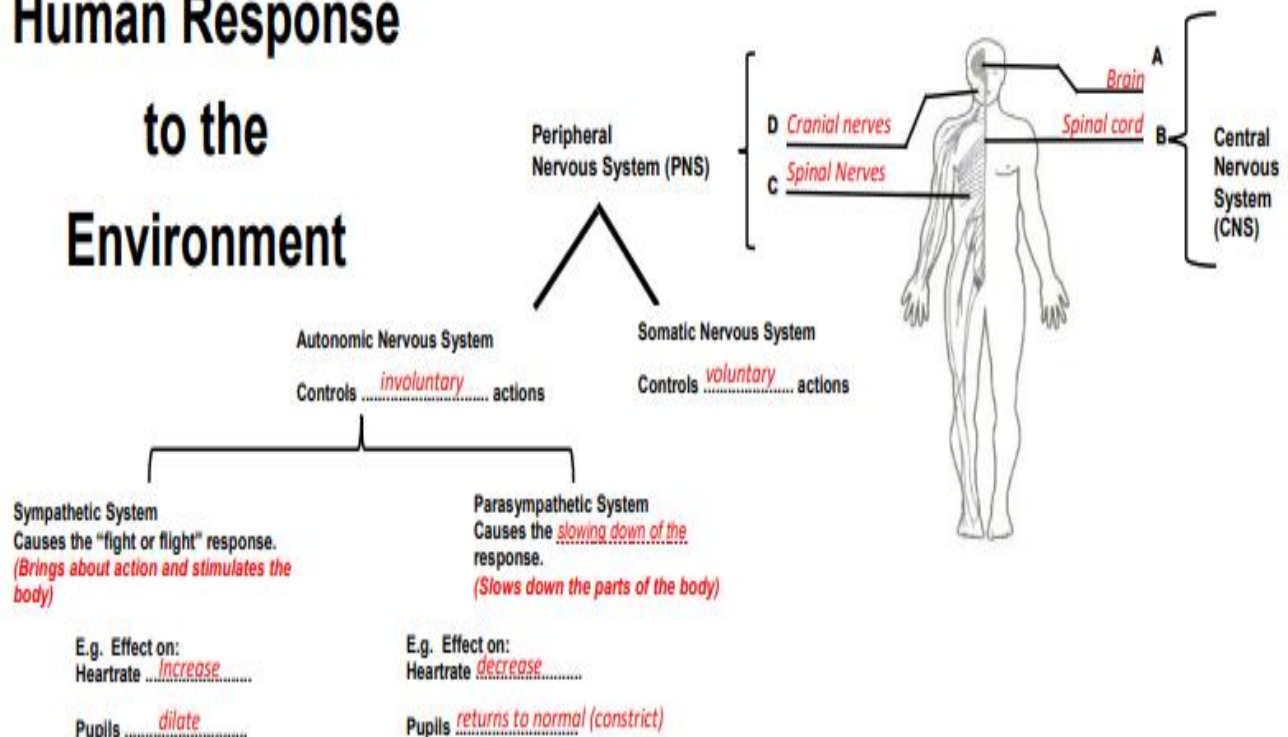 Human Response
to the
Environment
Peripheral
Nervous System (PNS)
D Cranial nerves
C Spinal Nerves
A
Brain
Spinal cord B
Central
Nervous
System
(CNS)
Autonomic Nervous System
Controls ...involuntary... actions
Somatic Nervous System
Controls voluntary actions
Sympathetic System
Causes the “fight or flight” response.
(Brings about action and stimulates the
body)
Parasympathetic System
Causes the slowing down of the
response.
(Slows down the parts of the body)
E.g. Effect on:
Heartrate ..Increase......
Pupils .....dilate........
E.g. Effect on:
Heartrate decrease......
Pupils returns to normal (constrict)